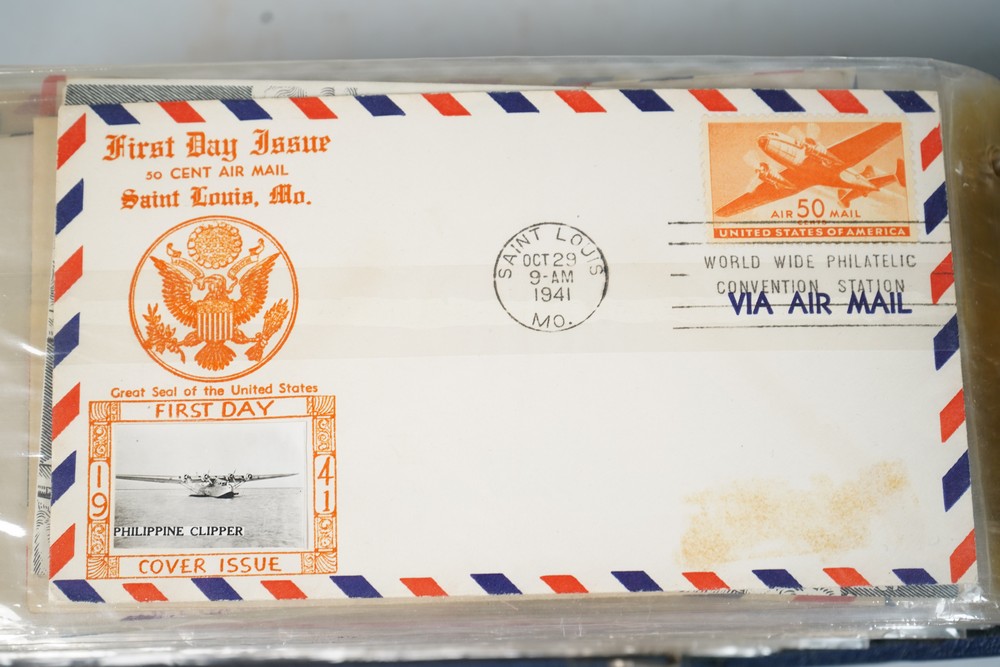 First Day Issue
50 CENT AIR MAIL
Saint Louis, Mo.
Great Seal of the United States
FIRST DAY
19 41
PHILIPPINE CLIPPER
COVER ISSUE
SAINT LOUIS
OCT 29
9-AM
1941
MO.
AIR 50 MAIL
CENTS
UNITED STATES OF AMERICA
WORLD WIDE PHILATELIC
CONVENTION STATION
VIA AIR MAIL